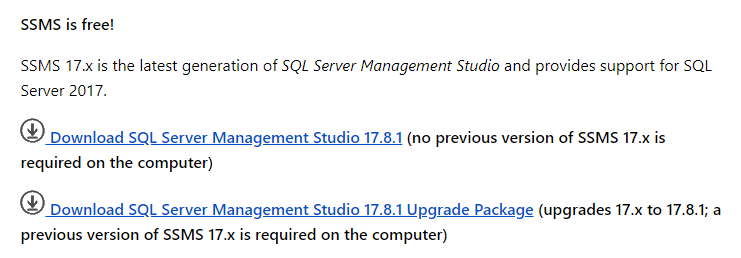 SSMS is free!
SSMS 17.x is the latest generation of SQL Server Management Studio and provides support for SQL
Server 2017.
Download SQL Server Management Studio 17.8.1 (no previous version of SSMS 17.x is
required on the computer)
Download SQL Server Management Studio 17.8.1 Upgrade Package (upgrades 17.x to 17.8.1; a
previous version of SSMS 17.x is required on the computer)